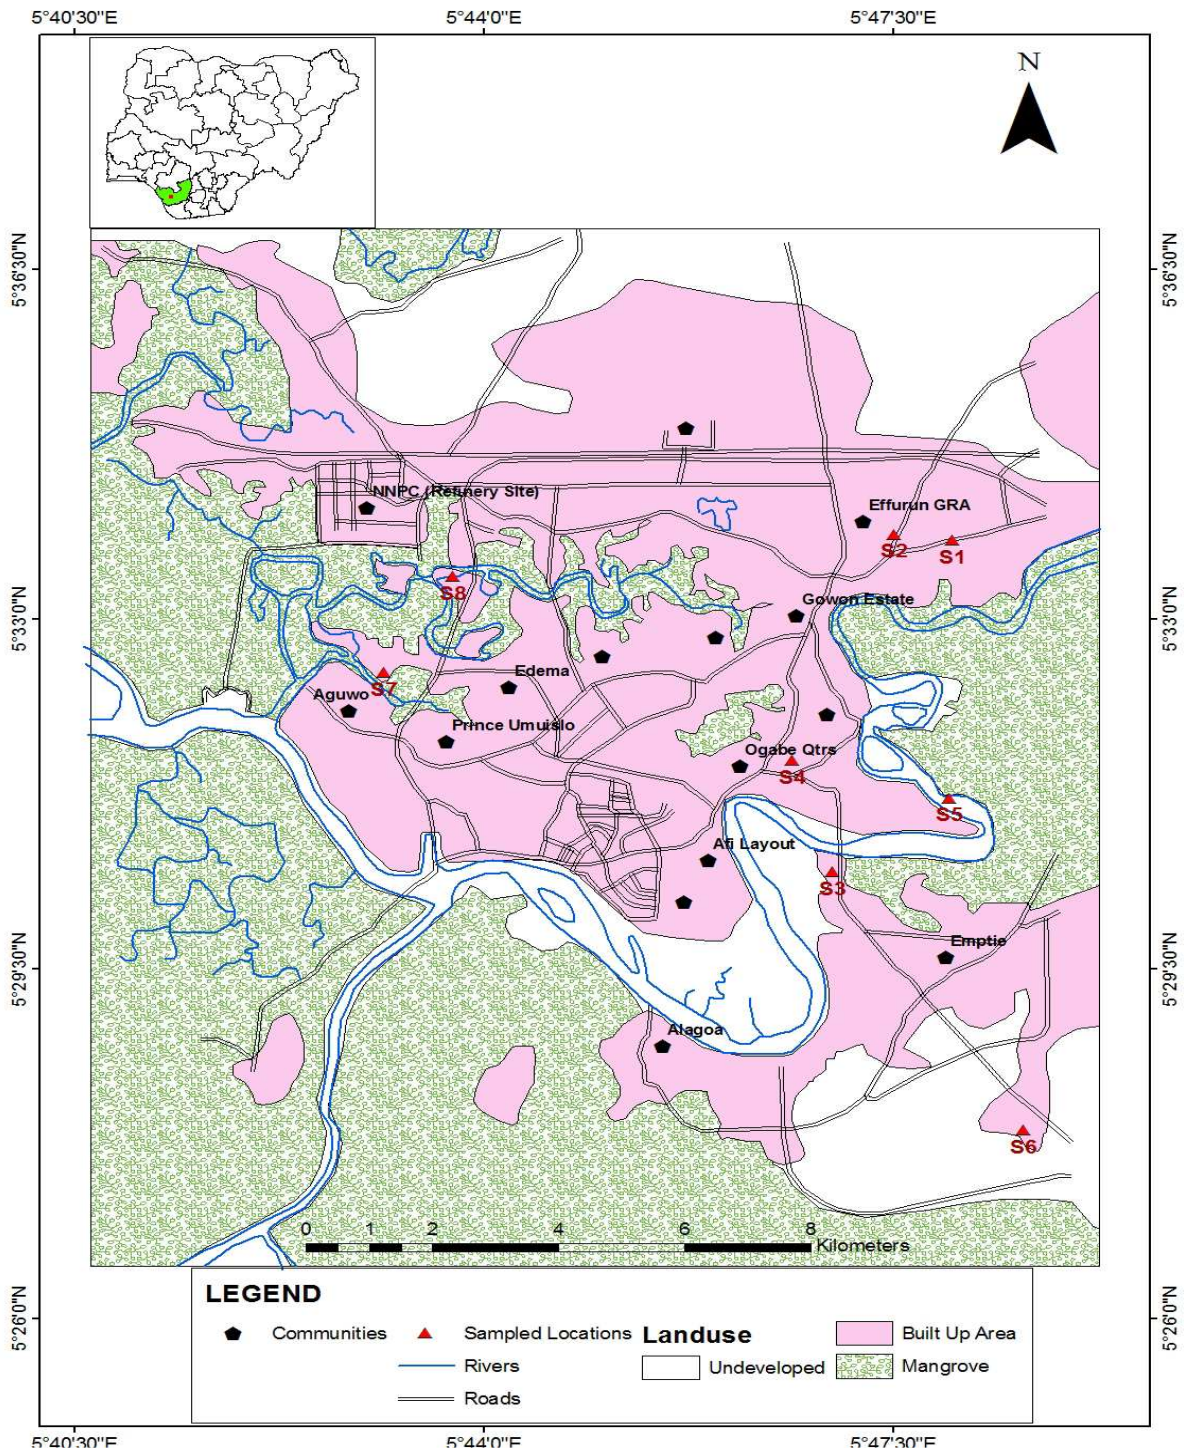 5°40'30"E 5°44'0"E 5°47'30"E
N
5°36'30"N 5°36'30"N
NNPC (Refinery Site)
Effurun GRA
S2 S1
S8
Gowon Estate
5°33'0"N 5°33'0"N
Edema
S7
Aguwo
Prince Umuislo
Ogabe Qtrs
S4
S5
Afi Layout
S3
Emptie
5°29'30"N 5°29'30"N
Alagoa
S6
0 1 2 4 6 8
Kilometers
LEGEND
Communities Sampled Locations Landuse Built Up Area
Rivers Undeveloped Mangrove
Roads
5°26'0"N 5°26'0"N
5°40'30"E 5°44'0"E 5°47'30"E